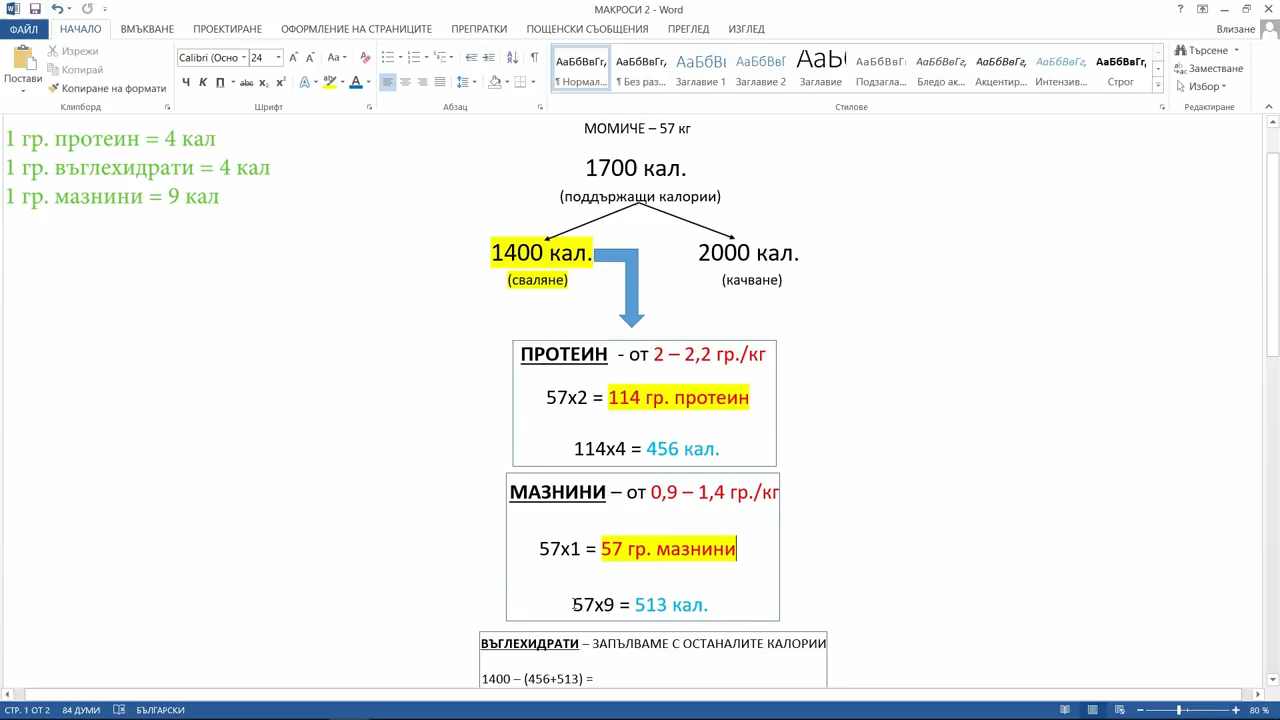 МАКРОСИ 2 - Word
ФАЙЛ НАЧАЛО ВМЪКВАНЕ ПРОЕКТИРАНЕ ОФОРМЛЕНИЕ НА СТРАНИЦИТЕ ПРЕПРАТКИ ПОЩЕНСКИ СЪОБЩЕНИЯ ПРЕГЛЕД ИЗГЛЕД Влизане
Постави
Изрежи
Копирай
Копиране на формати
Клипборд
Calibri (Осно 24
Шрифт
Абзац
АаБбВвГг, АаБбВвГг, АаБбВ АаБбВвГ АаБ АаБбВвГг АаБбВвГг, АаБбВвГг, АаБбВвГг, АаБбВвГг,
¶ Нормал... ¶ Без раз... Заглавие 1 Заглавие 2 Заглавие Подзагла... Бледо ак... Акцентир... Интензив... Строг
Стилове
Търсене
Заместване
Избор
Редактиране
1 гр. протеин = 4 кал
1 гр. въглехидрати = 4 кал
1 гр. мазнини = 9 кал
МОМИЧЕ – 57 кг
1700 кал.
(поддържащи калории)
1400 кал. 2000 кал.
(сваляне) (качване)
ПРОТЕИН - от 2 – 2,2 гр./кг
57х2 = 114 гр. протеин
114х4 = 456 кал.
МАЗНИНИ – от 0,9 – 1,4 гр./кг
57х1 = 57 гр. мазнини
57х9 = 513 кал.
ВЪГЛЕХИДРАТИ – ЗАПЪЛВАМЕ С ОСТАНАЛИТЕ КАЛОРИИ
1400 – (456+513) =
СТР. 1 ОТ 2 84 ДУМИ БЪЛГАРСКИ 80 %